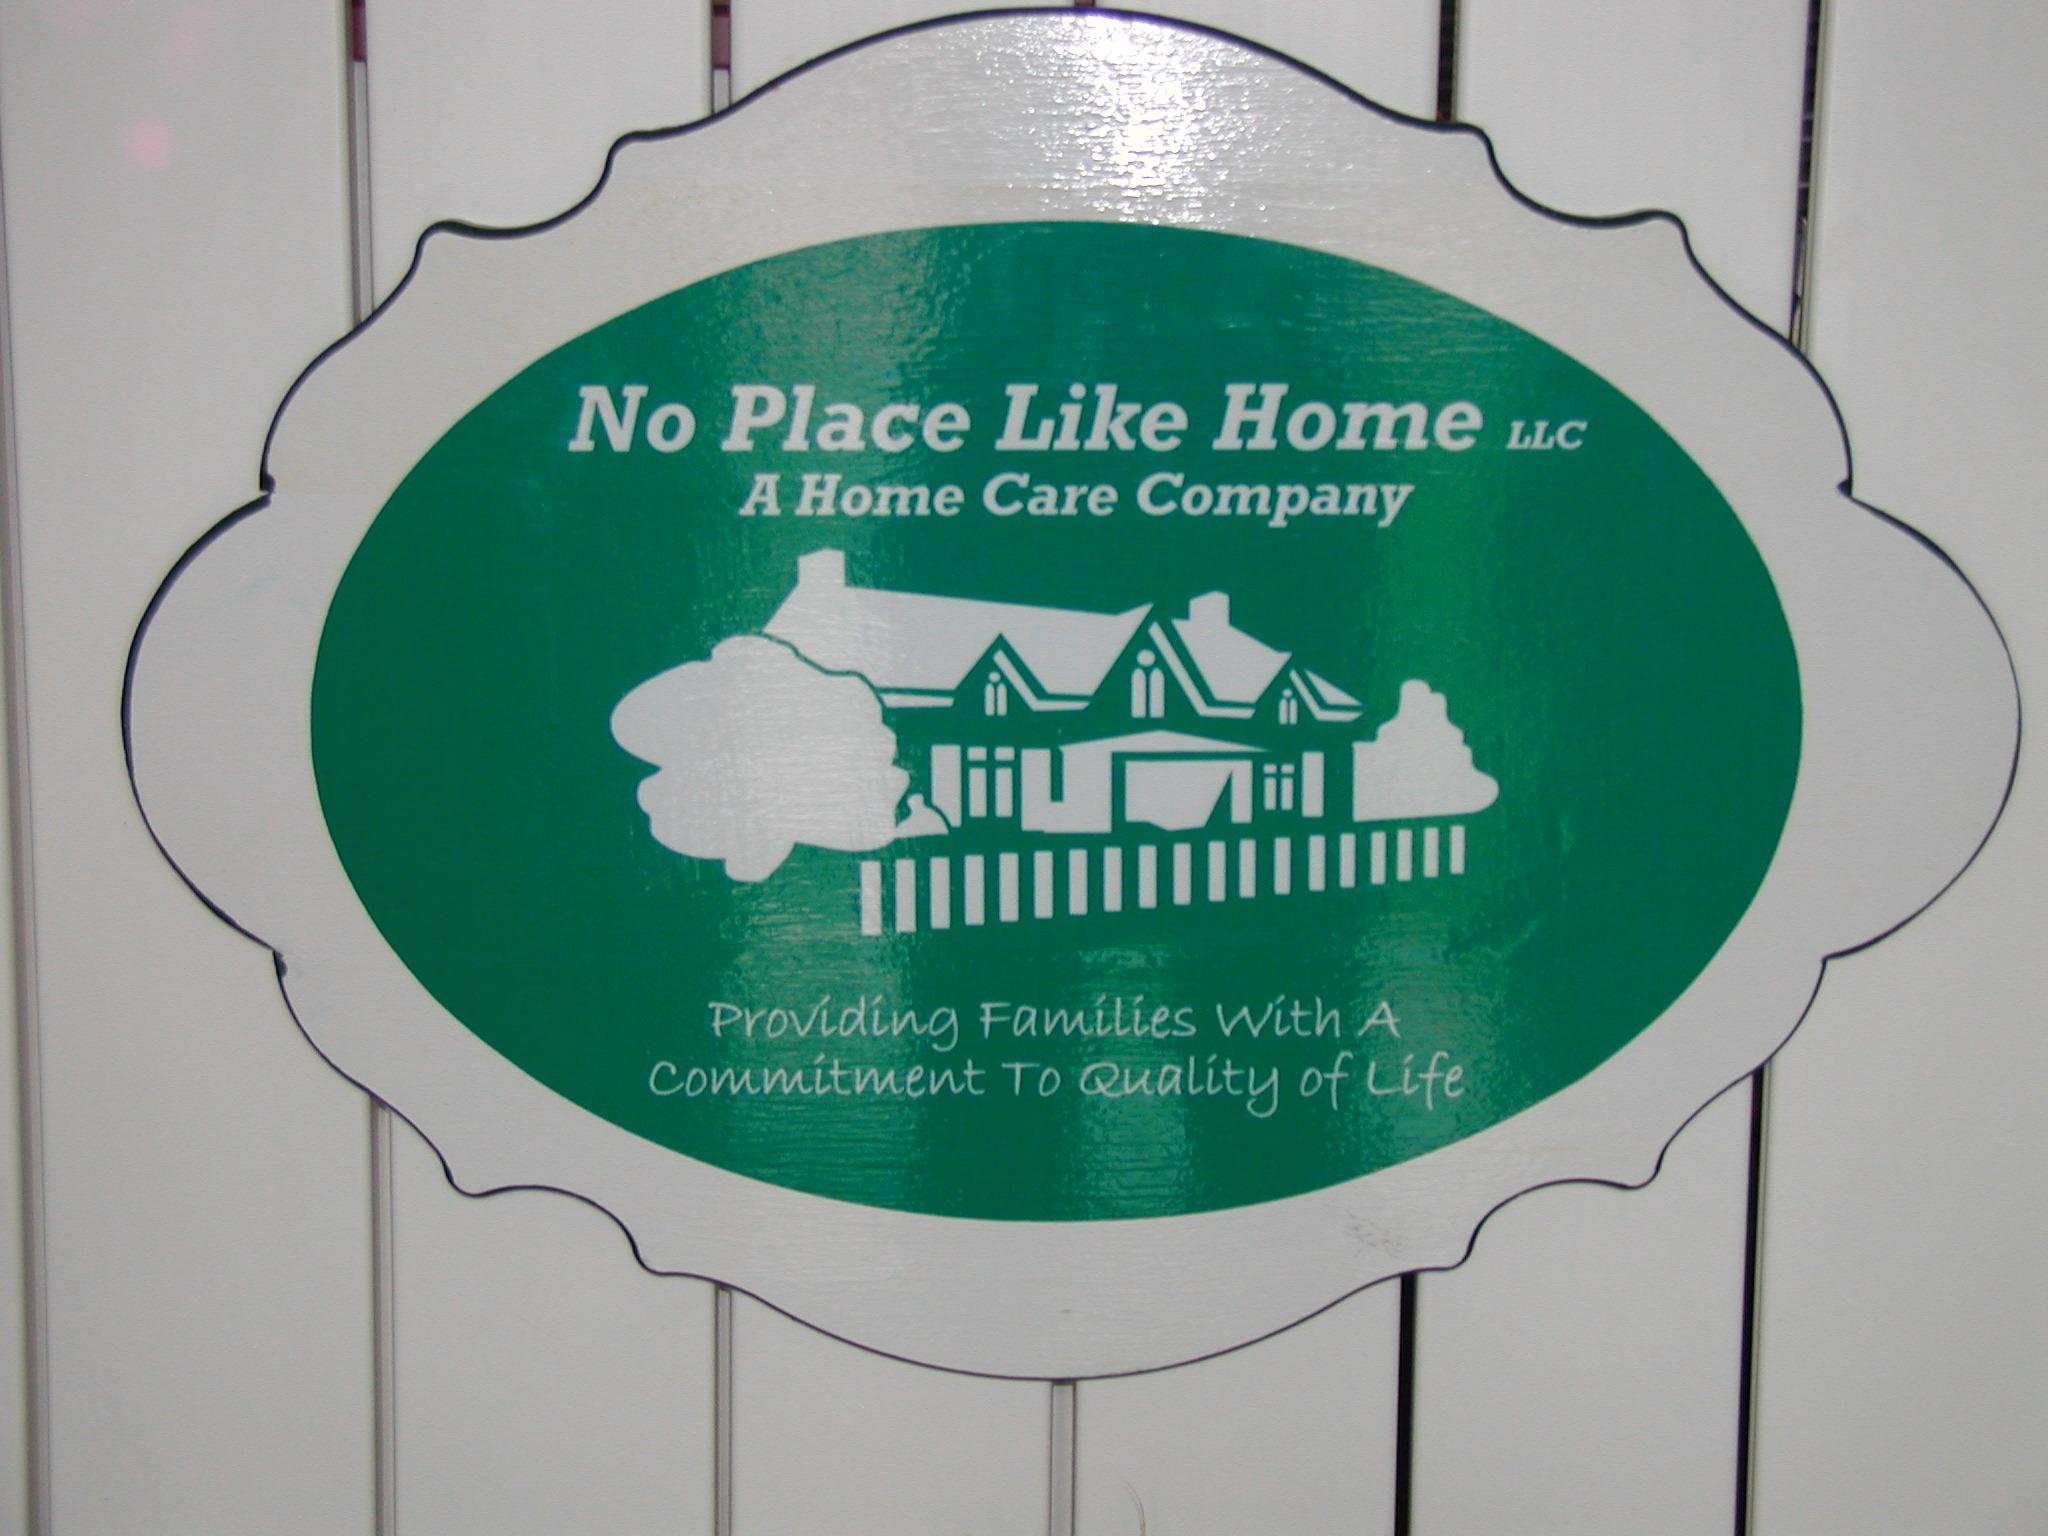 No Place Like Home LLC
A Home Care Company
Providing Families With A
Commitment To Quality of Life